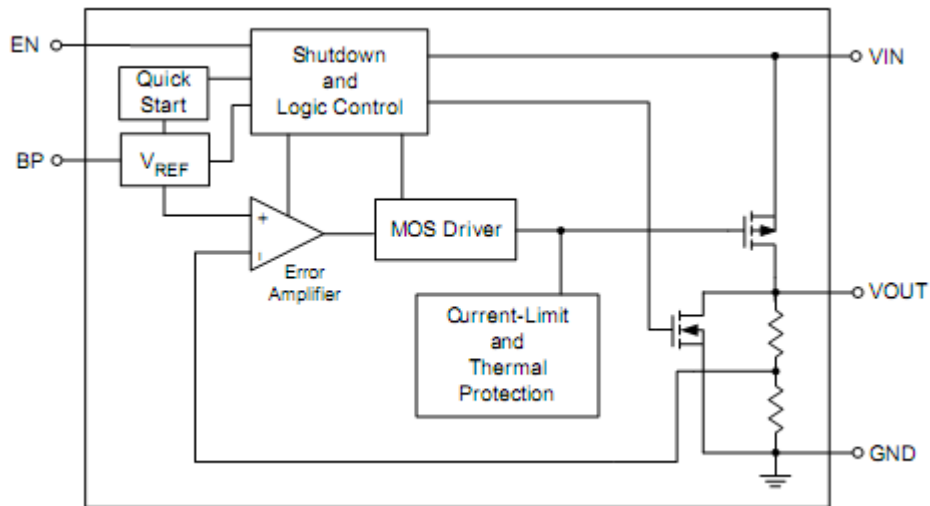 EN
Quick
Start
BP
V_REF
Shutdown
and
Logic Control
VIN
+
-
Error
Amplifier
MOS Driver
Current-Limit
and
Thermal
Protection
VOUT
GND